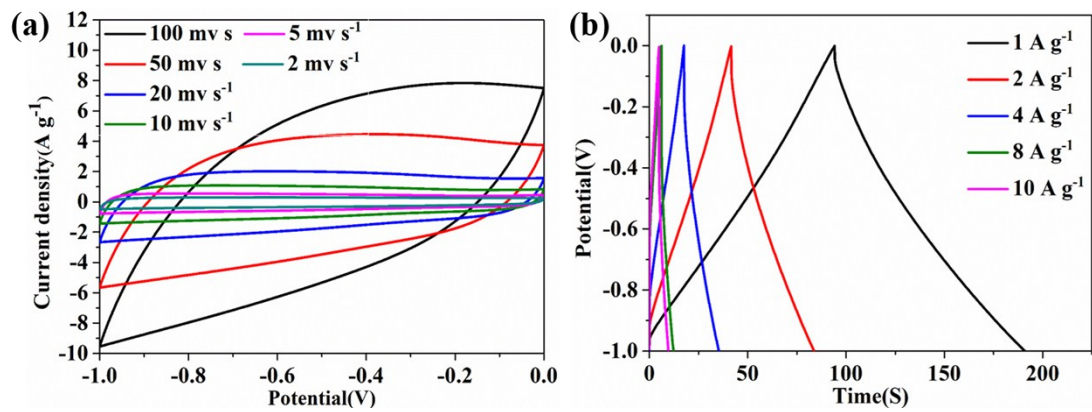 (a)
12
10
8
6
4
2
0
-2
-4
-6
-8
-10
Current density(A g-1)
100 mv s
50 mv s
20 mv s-1
10 mv s-1
5 mv s-1
2 mv s-1
-1.0 -0.8 -0.6 -0.4 -0.2 0.0
Potential(V)
(b)
0.0
-0.2
-0.4
-0.6
-0.8
-1.0
Potential(V)
1 A g-1
2 A g-1
4 A g-1
8 A g-1
10 A g-1
0 50 100 150 200
Time(S)